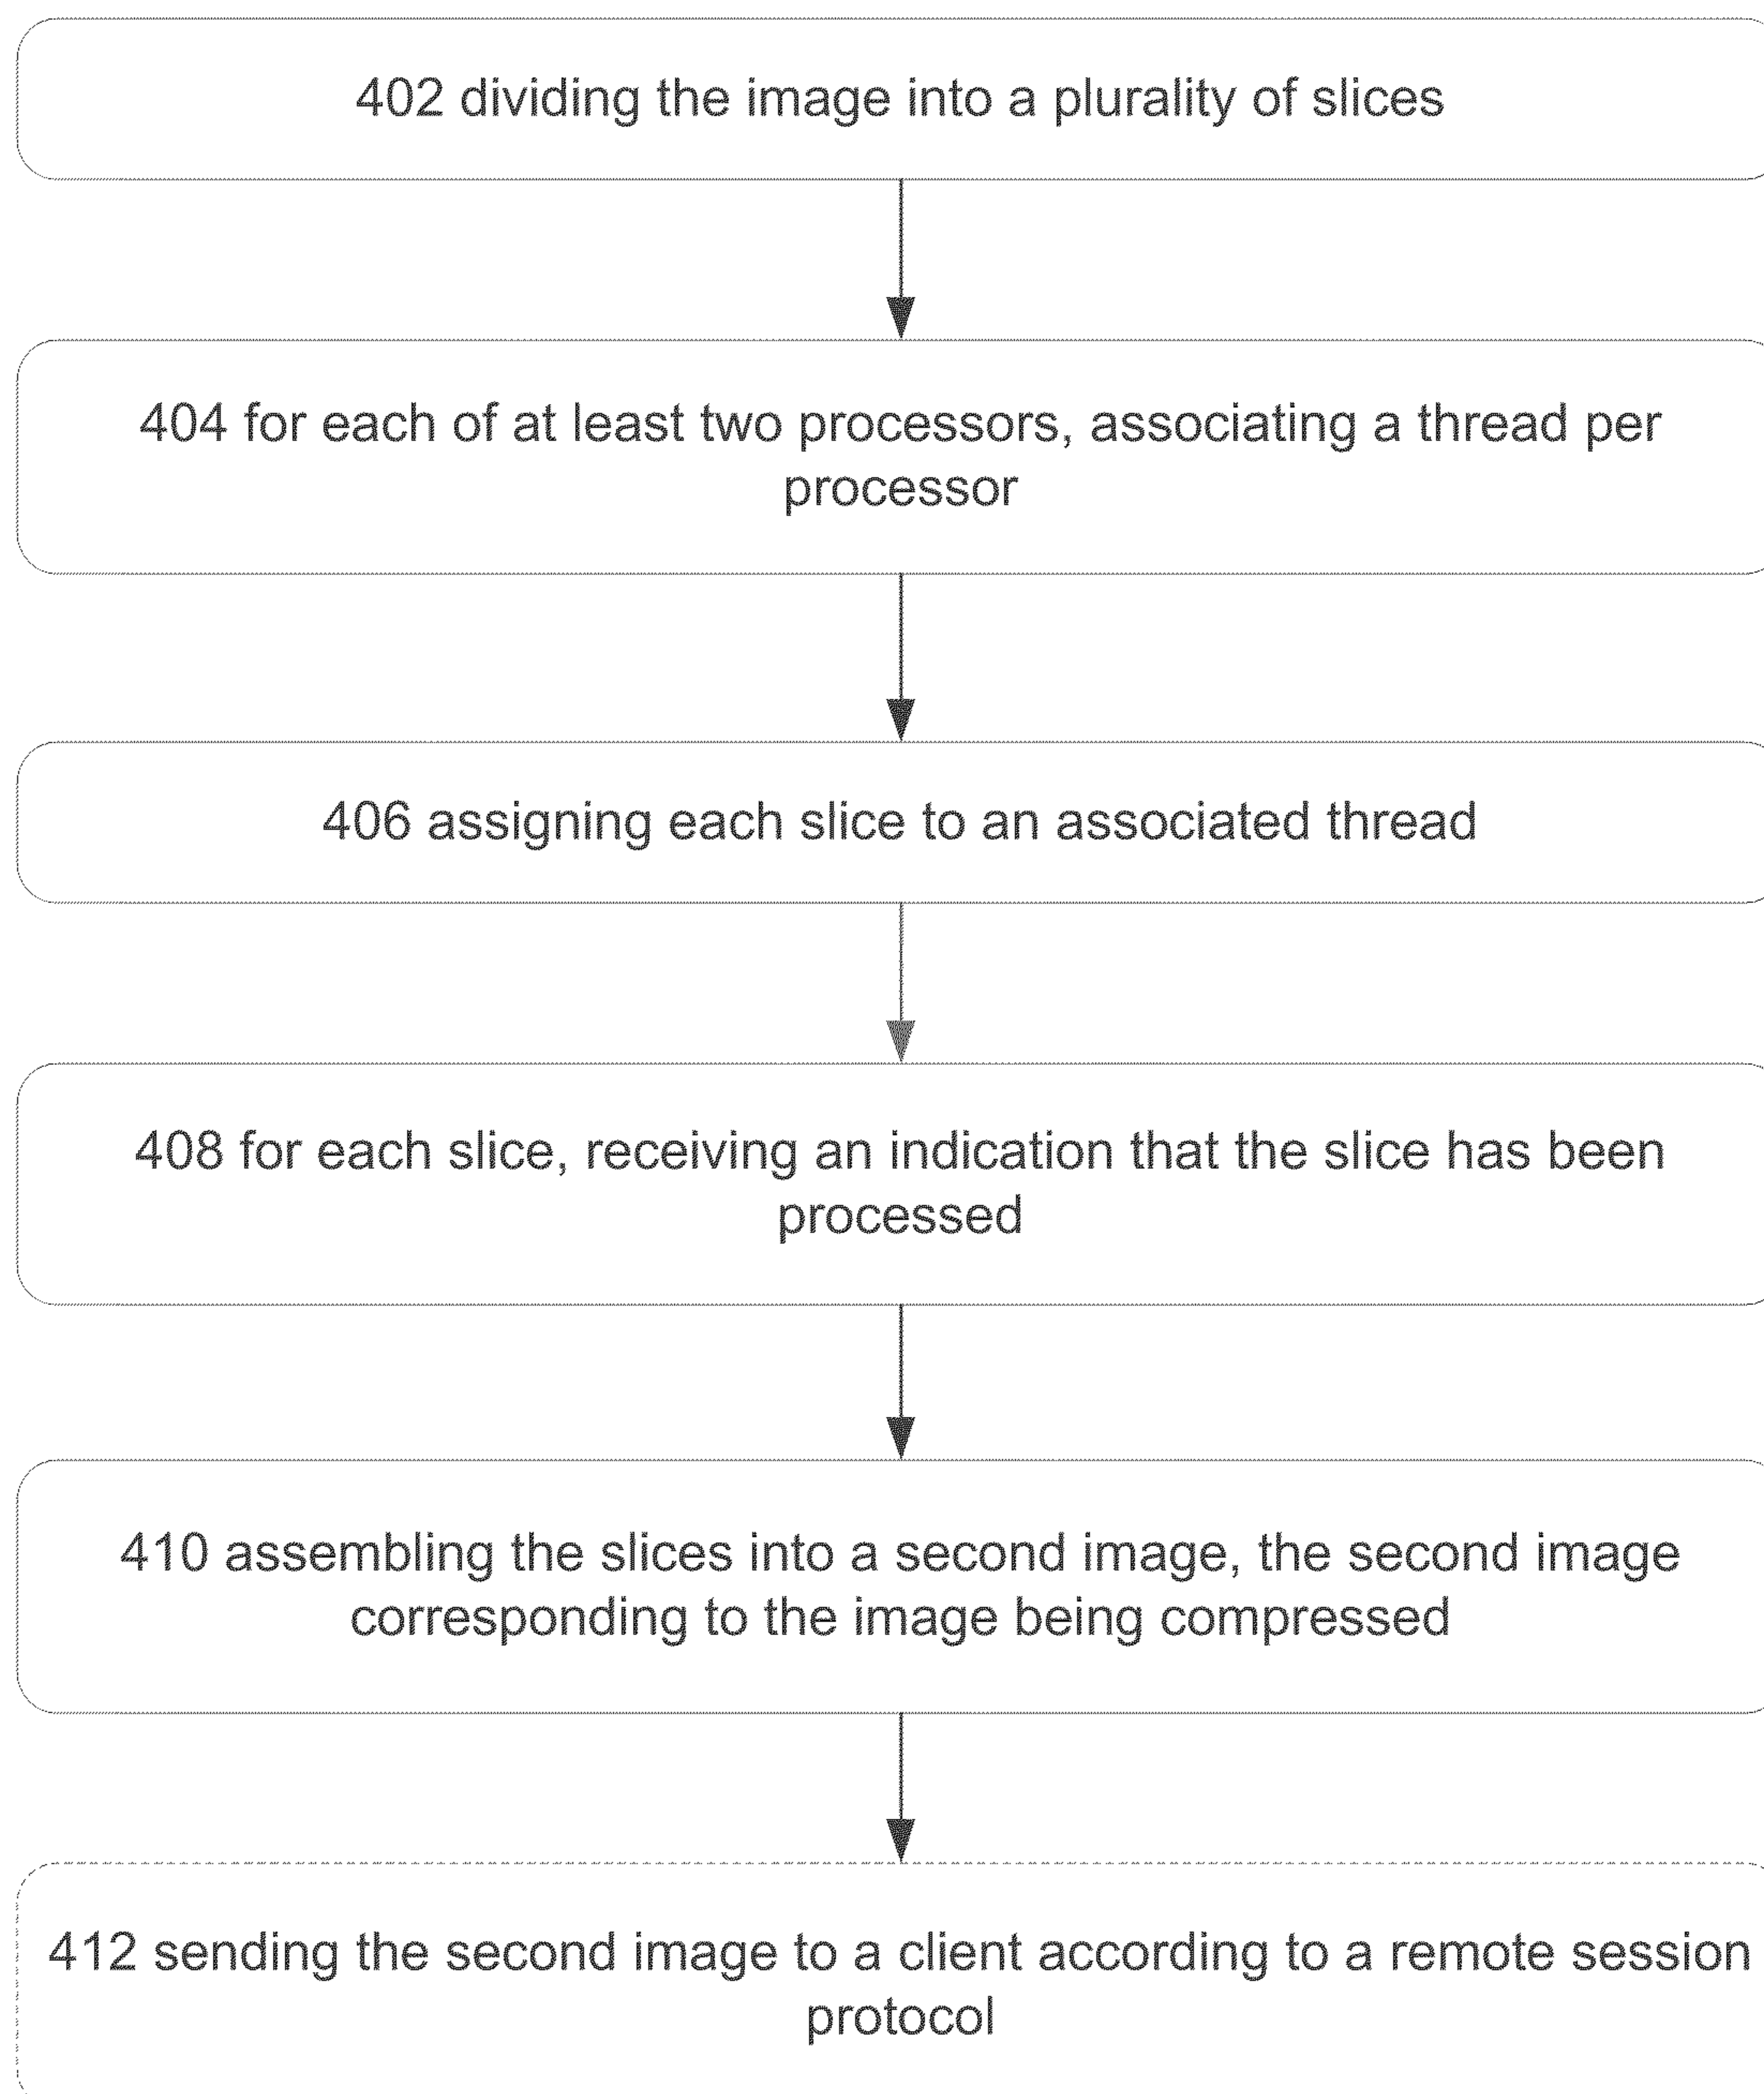 402 dividing the image into a plurality of slices
404 for each of at least two processors, associating a thread per
processor
406 assigning each slice to an associated thread
408 for each slice, receiving an indication that the slice has been
processed
410 assembling the slices into a second image, the second image
corresponding to the image being compressed
412 sending the second image to a client according to a remote session
protocol